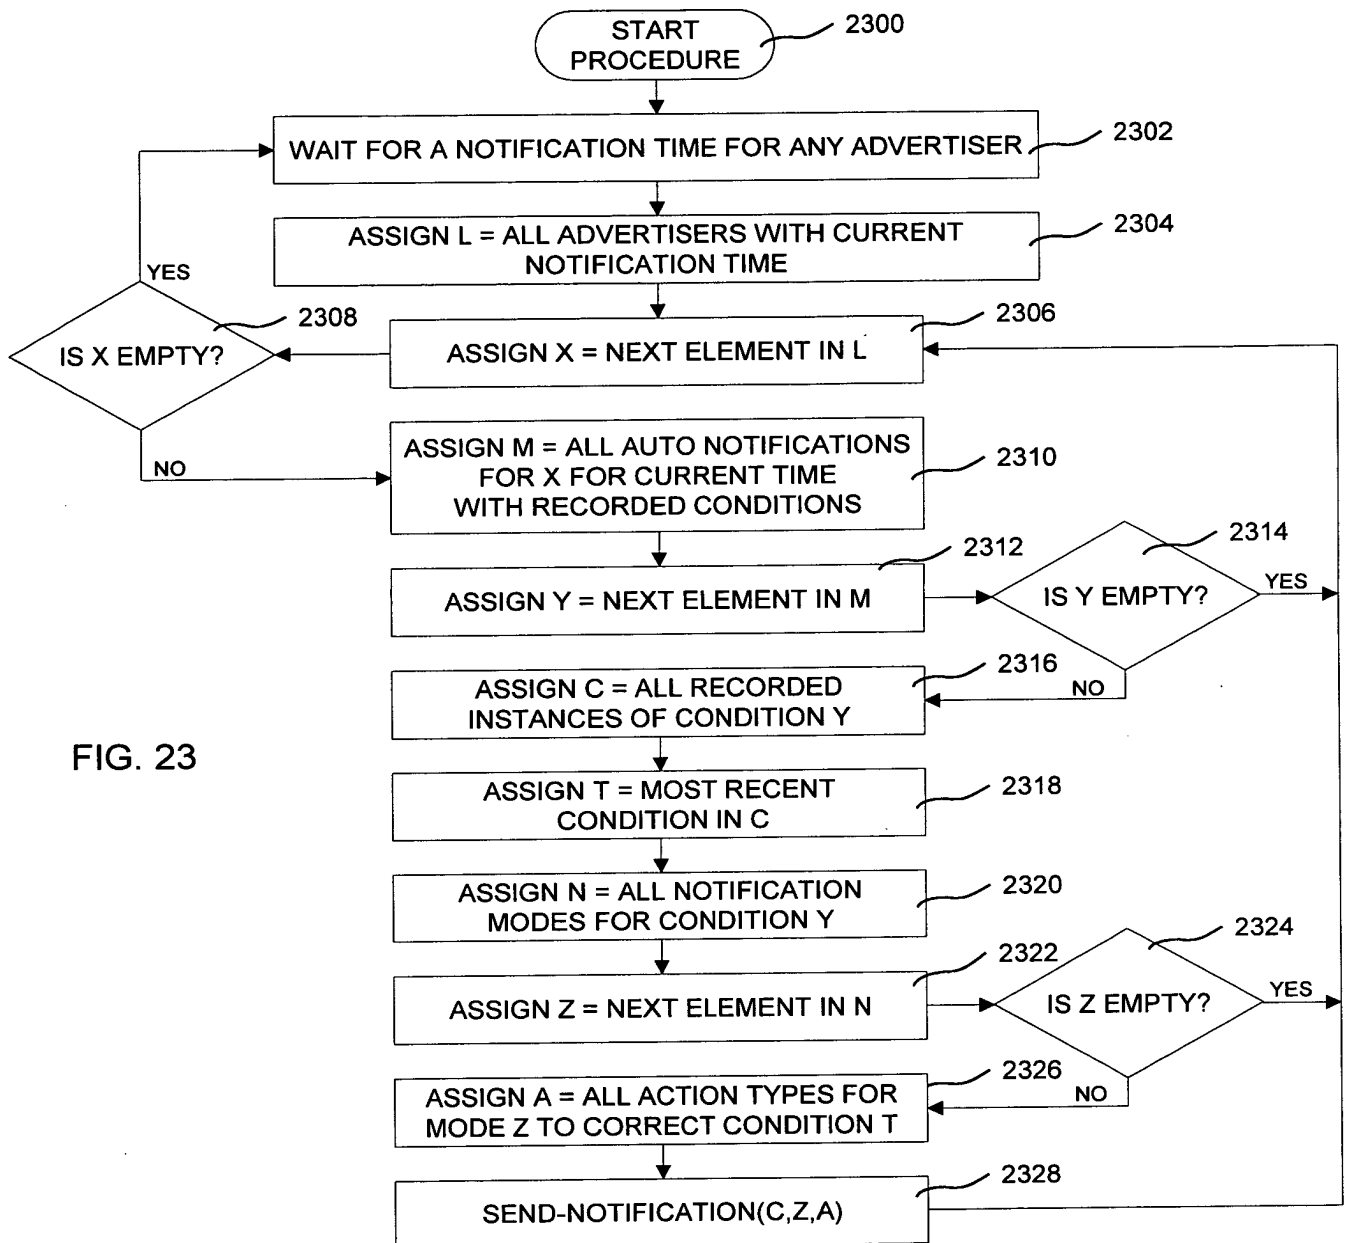 START
PROCEDURE
2300
WAIT FOR A NOTIFICATION TIME FOR ANY ADVERTISER
2302
ASSIGN L = ALL ADVERTISERS WITH CURRENT
NOTIFICATION TIME
2304
YES
IS X EMPTY?
2308
ASSIGN X = NEXT ELEMENT IN L
2306
NO
ASSIGN M = ALL AUTO NOTIFICATIONS
FOR X FOR CURRENT TIME
WITH RECORDED CONDITIONS
2310
ASSIGN Y = NEXT ELEMENT IN M
2312
IS Y EMPTY?
2314
YES
NO
ASSIGN C = ALL RECORDED
INSTANCES OF CONDITION Y
2316
ASSIGN T = MOST RECENT
CONDITION IN C
2318
FIG. 23
ASSIGN N = ALL NOTIFICATION
MODES FOR CONDITION Y
2320
ASSIGN Z = NEXT ELEMENT IN N
2322
IS Z EMPTY?
2324
YES
NO
ASSIGN A = ALL ACTION TYPES FOR
MODE Z TO CORRECT CONDITION T
2326
SEND-NOTIFICATION(C,Z,A)
2328